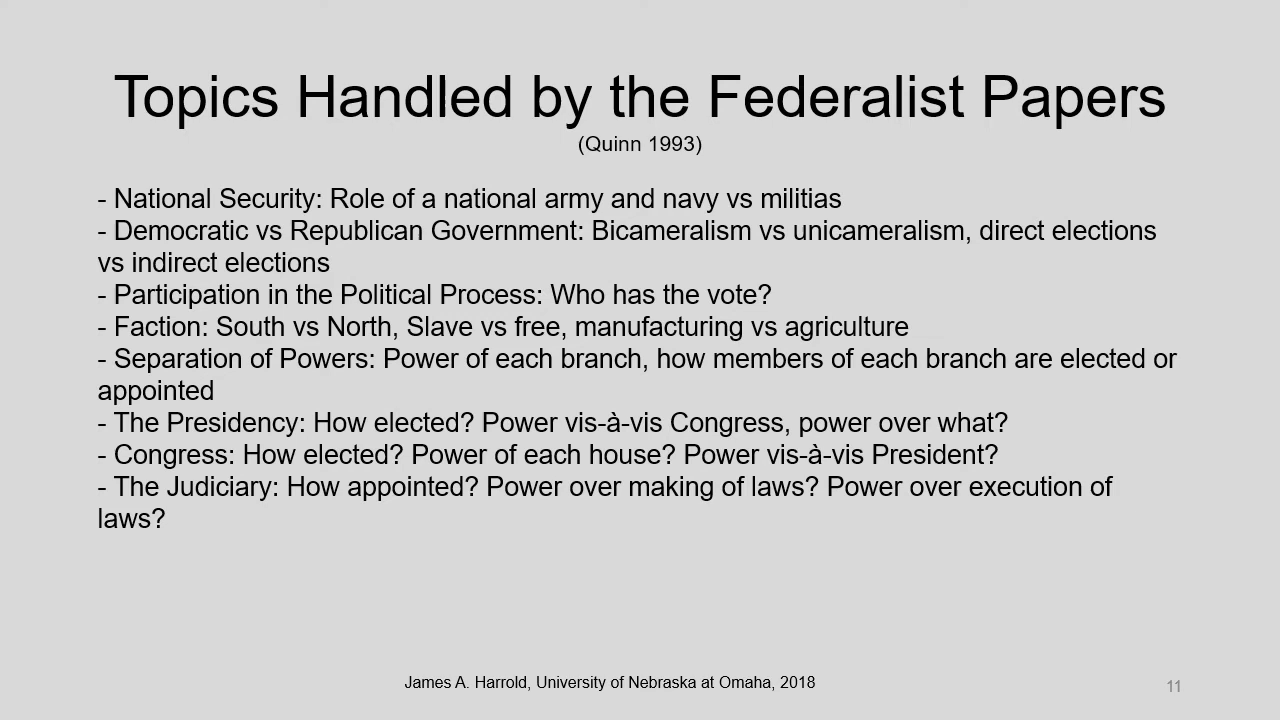 Topics Handled by the Federalist Papers
(Quinn 1993)
- National Security: Role of a national army and navy vs militias
- Democratic vs Republican Government: Bicameralism vs unicameralism, direct elections
vs indirect elections
- Participation in the Political Process: Who has the vote?
- Faction: South vs North, Slave vs free, manufacturing vs agriculture
- Separation of Powers: Power of each branch, how members of each branch are elected or
appointed
- The Presidency: How elected? Power vis-à-vis Congress, power over what?
- Congress: How elected? Power of each house? Power vis-à-vis President?
- The Judiciary: How appointed? Power over making of laws? Power over execution of
laws?
James A. Harrold, University of Nebraska at Omaha, 2018
11